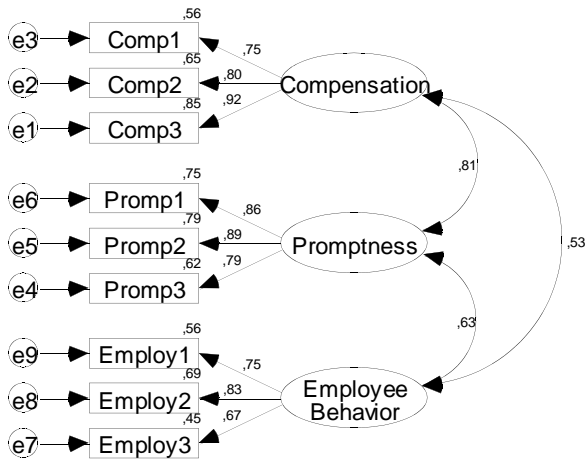 ,56
e3 Comp1 ,75
,65
e2 Comp2 ,80 Compensation
,85
e1 Comp3 ,92
,81
,75
e6 Promp1 ,86
,79
e5 Promp2 ,89 Promptness ,53
,62
e4 Promp3 ,79
,63
,56
e9 Employ1 ,75
,69
e8 Employ2 ,83 Employee
Behavior
,45
e7 Employ3 ,67